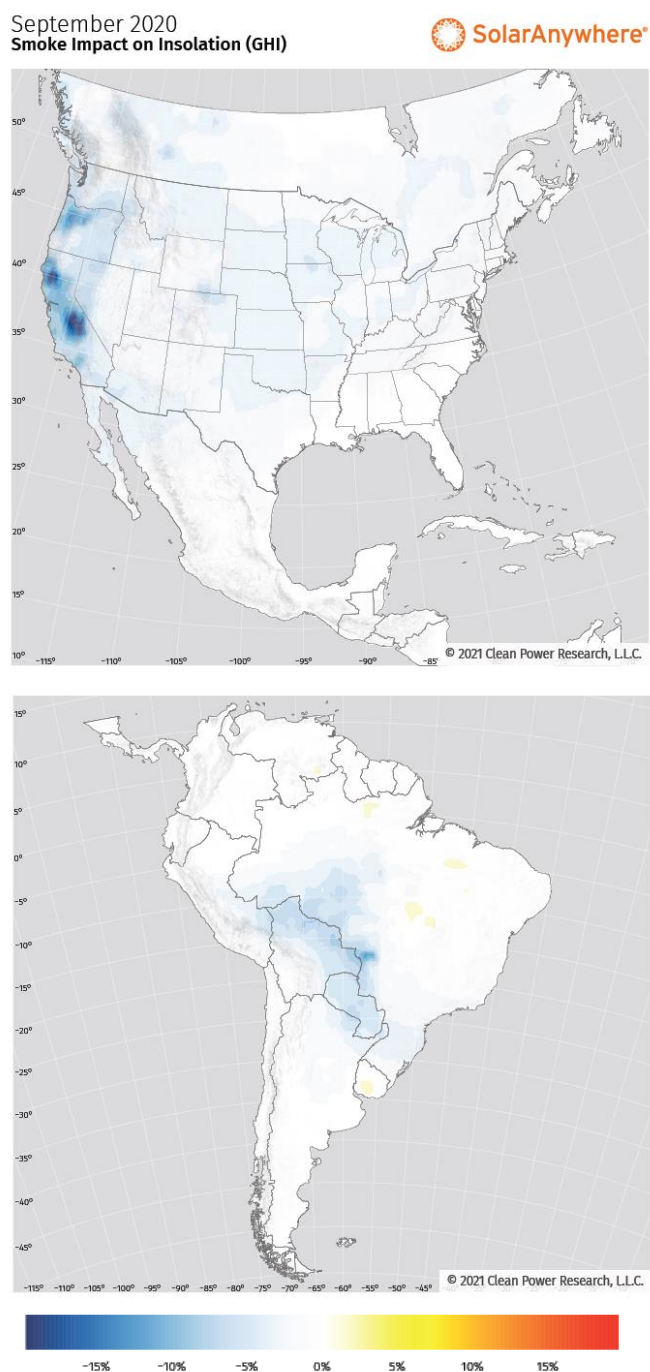 September 2020
Smoke Impact on Insolation (GHI)
SolarAnywhere®
50°
45°
40°
35°
30°
25°
20°
15°
10°
-115° -110° -105° -100° -95° -90° -85°
© 2021 Clean Power Research, L.L.C.
15°
10°
5°
0°
-5°
-10°
-15°
-20°
-25°
-30°
-35°
-40°
-45°
-115° -110° -100° -95° -90° -85° -80° -75° -70° -65° -60° -55° -50° -45°
© 2021 Clean Power Research, L.L.C.
-15% -10% -5% 0% 5% 10% 15%